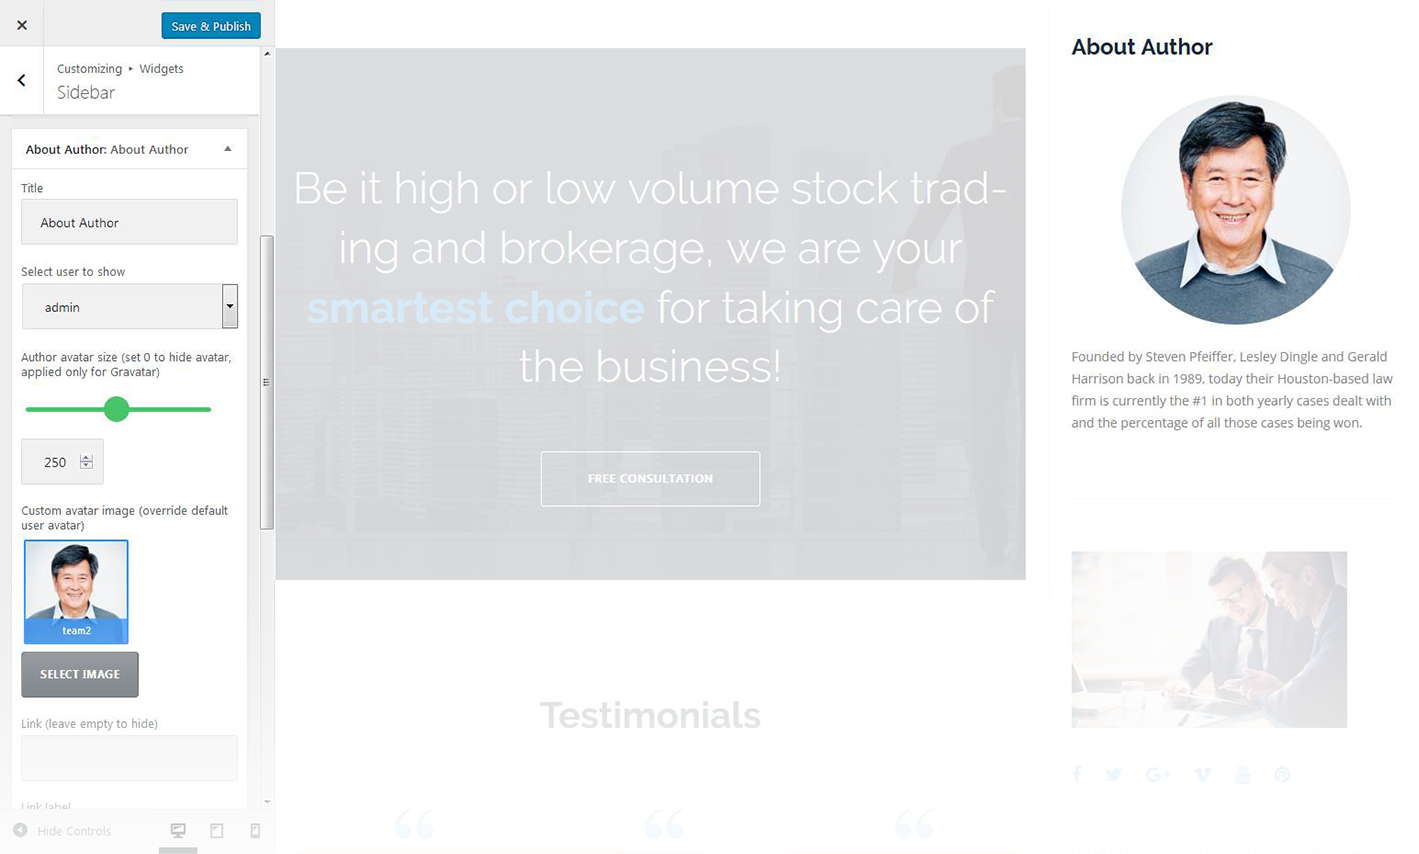 Save & Publish
Customizing ▸ Widgets
Sidebar
About Author: About Author
Title
About Author
Select user to show
admin
Author avatar size (set 0 to hide avatar,
applied only for Gravatar)
250
Custom avatar image (override default
user avatar)
team2
SELECT IMAGE
Link (leave empty to hide)
Link label
Hide Controls
Be it high or low volume stock trad-
ing and brokerage, we are your
smartest choice for taking care of
the business!
FREE CONSULTATION
Testimonials
About Author
Founded by Steven Pfeiffer, Lesley Dingle and Gerald
Harrison back in 1989, today their Houston-based law
firm is currently the #1 in both yearly cases dealt with
and the percentage of all those cases being won.